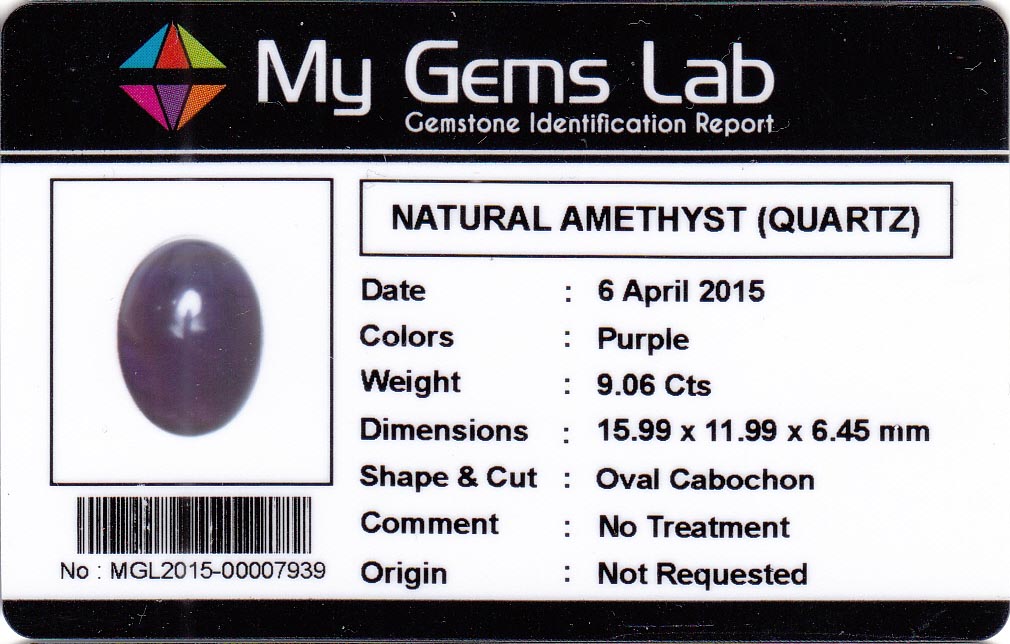 My Gems Lab
Gemstone Identification Report
NATURAL AMETHYST (QUARTZ)
Date : 6 April 2015
Colors : Purple
Weight : 9.06 Cts
Dimensions : 15.99 x 11.99 x 6.45 mm
Shape & Cut : Oval Cabochon
Comment : No Treatment
Origin : Not Requested
No : MGL2015-00007939